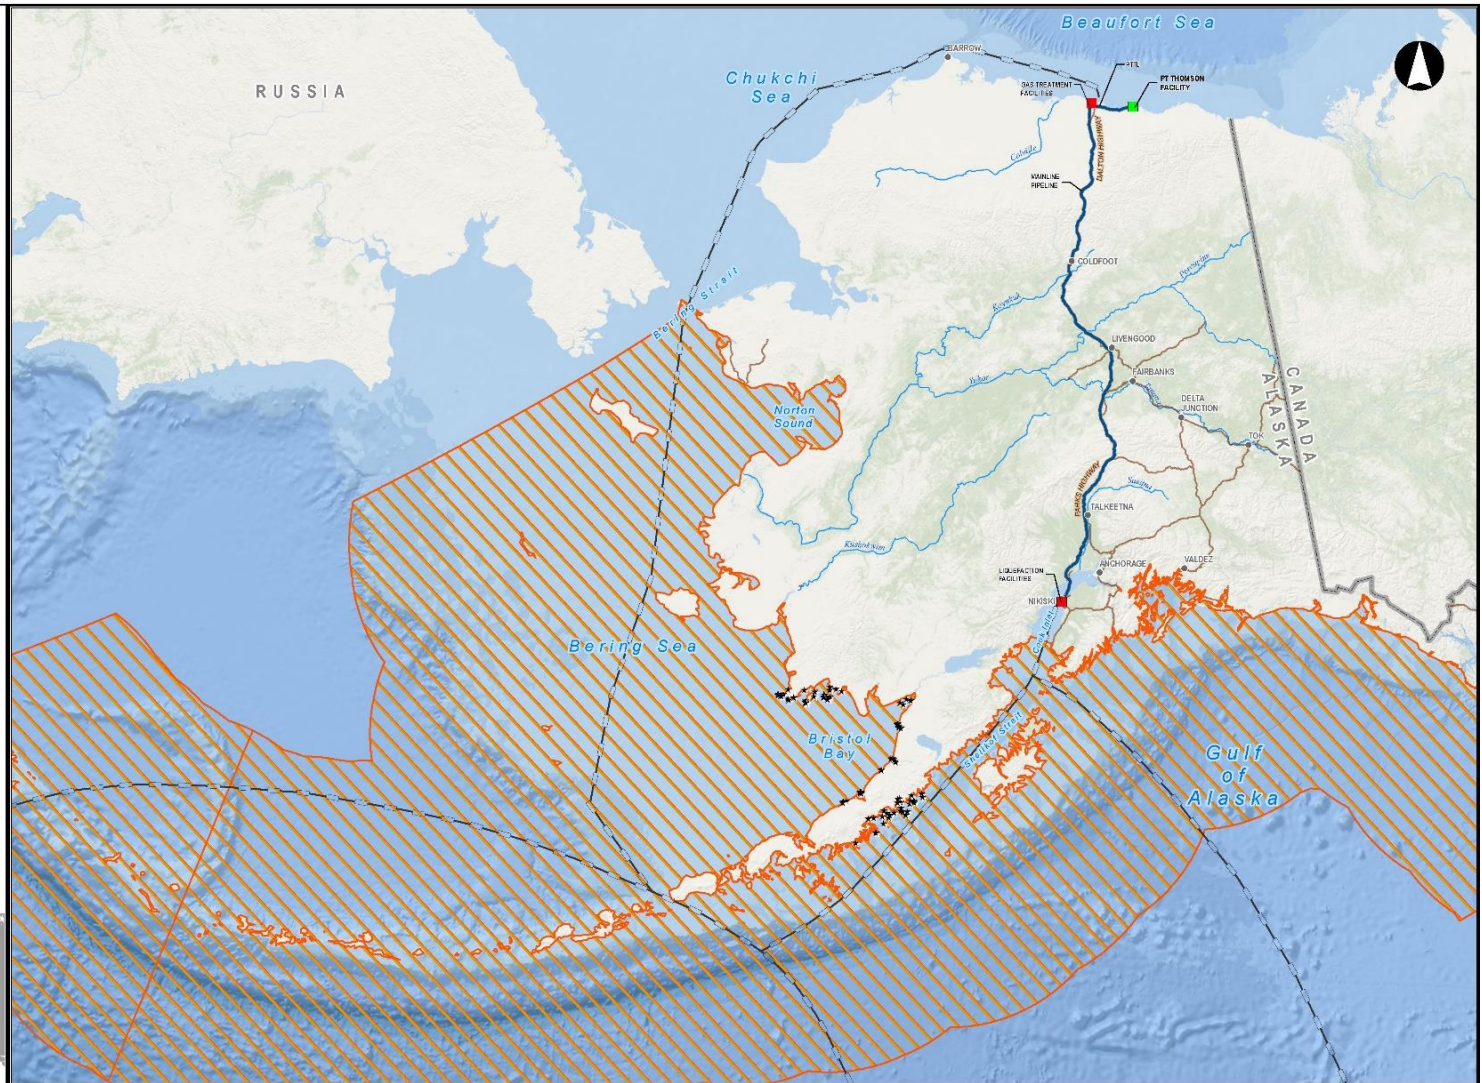 Beaufort Sea
BARROW
Chukchi
Sea
RUSSIA
PTTL
GAS TREATMENT
FACILITIES
PT THOMSON
FACILITY
DALTON HIGHWAY
Colville
MAINLINE
PIPELINE
COLDFOOT
Porcupine
Koyukuk
Bering Strait
LIVENGOOD
FAIRBANKS
Yukon
Tanana
DELTA
JUNCTION
CANADA
ALASKA
Norton
Sound
TOK
PARKS HIGHWAY
Susitna
TALKEETNA
Kuskokwim
ANCHORAGE
VALDEZ
LIQUEFACTION
FACILITIES
NIKISKI
Cook Inlet
Bering Sea
Bristol
Bay
Shelikof Strait
Gulf
of
Alaska